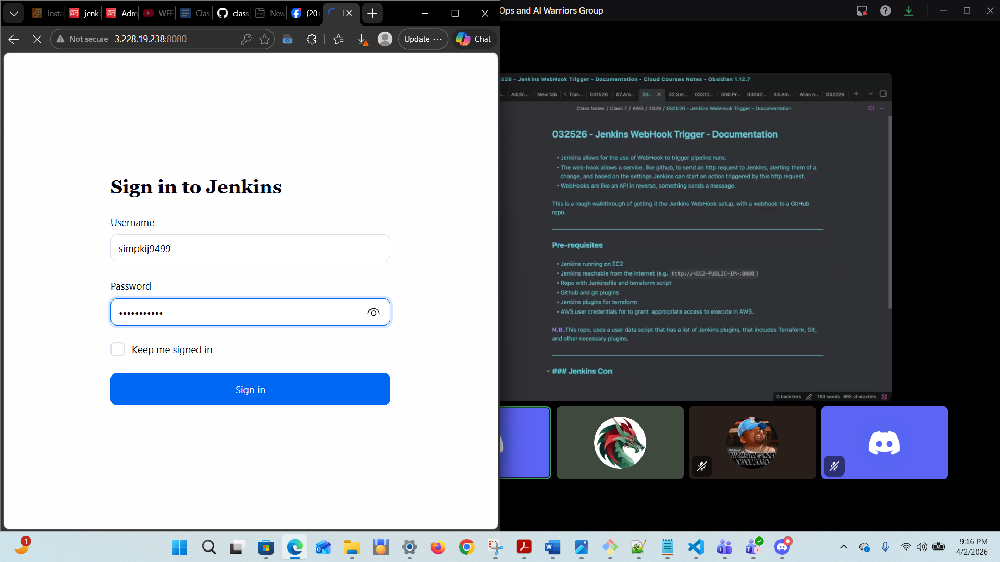 Insta
jenki
Adm
WEE
Clas
class
New
(20+
Not secure
3.228.19.238:8080
Update
Chat
Sign in to Jenkins
Username
simpkij9499
Password
•••••••••••
Keep me signed in
Sign in
Ops and AI Warriors Group
526 - Jenkins WebHook Trigger - Documentation - Cloud Courses Notes - Obsidian 1.12.7
Addin... New tab 1. Tran... 031526 07.Am... 03... 32.Set... 03312... 000.Pr... 03242... 33.Am... Alias n... 032226
Class Notes / Class 7 / AWS / 2026 / 032526 - Jenkins WebHook Trigger - Documentation
032526 - Jenkins WebHook Trigger - Documentation
• Jenkins allows for the use of WebHook to trigger pipeline runs.
• The web-hook allows a service, like github, to send an http request to Jenkins, alerting them of a
change, and based on the settings Jenkins can start an action triggered by this http request.
• WebHooks are like an API in reverse, something sends a message.
This is a rough walkthrough of getting it the Jenkins WebHook setup, with a webhook to a GitHub
repo.
Pre-requisites
• Jenkins running on EC2
• Jenkins reachable from the internet (e.g. http://<EC2-PUBLIC-IP>:8080 )
• Repo with Jenkinsfile and terraform script
• Github and git plugins
• Jenkins plugins for terraform
• AWS user credentials for to grant appropriate access to execute in AWS.
N.B. This repo, uses a user data script that has a list of Jenkins plugins, that includes Terraform, Git,
and other necessary plugins.
### Jenkins Con
0 backlinks 153 words 893 characters
KEEP MY TEAM'S NAME
OUTCHO MOUTH!
1
9:16 PM
4/2/2026